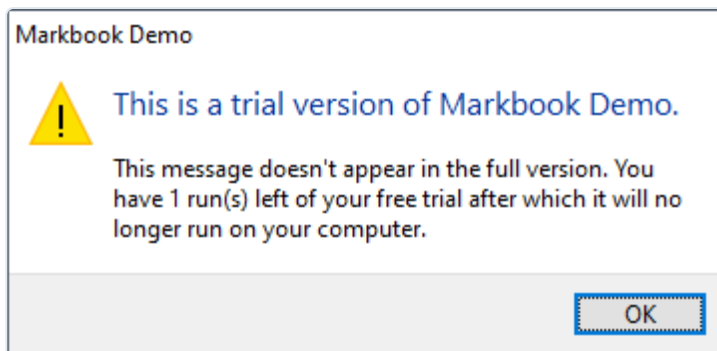 Markbook Demo
This is a trial version of Markbook Demo.
This message doesn't appear in the full version. You
have 1 run(s) left of your free trial after which it will no
longer run on your computer.
OK